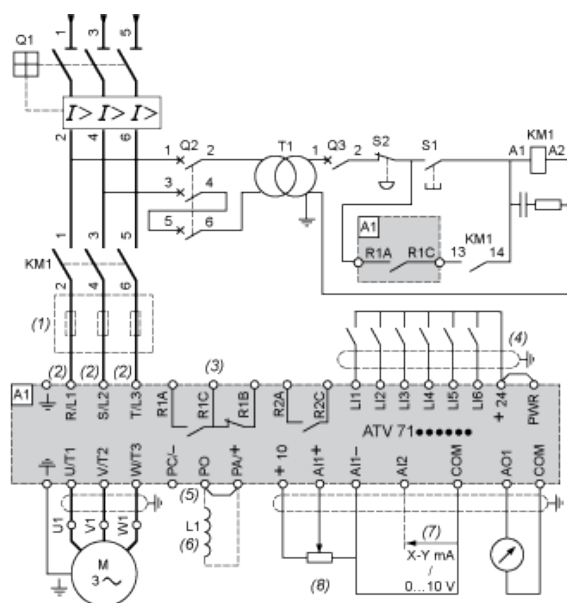 1 3 5
Q1
I> I> I>
2 4 6
1 Q2 2 T1 1 Q3 2 S2 S1 A1 KM1 A2
3 4
5 6
A1
R1A R1C 13 KM1 14
1 3 5
KM1
2 4 6
(1)
(2) (2) (2) (3) (4)
A1
R/L1 S/L2 T/L3 R1A R1C R1B R2A R2C LI1 LI2 LI3 LI4 LI5 LI6 + 24 PWR
ATV 71●●●●●●
U/T1 V/T2 W/T3 PC/- PO PA/+ + 10 AI1+ AI1- AI2 COM AO1 COM
(5)
U1 V1 W1 L1 (6)
(7)
X-Y mA
/
0...10 V
M
3 ~
(8)